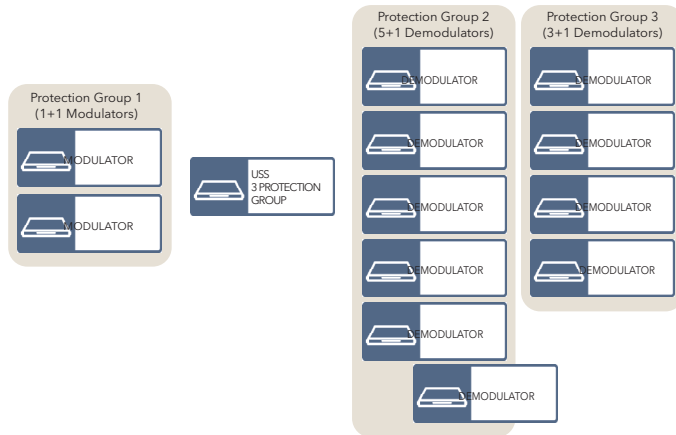 Protection Group 1
(1+1 Modulators)
MODULATOR
MODULATOR
USS
3 PROTECTION
GROUP
Protection Group 2
(5+1 Demodulators)
DEMODULATOR
DEMODULATOR
DEMODULATOR
DEMODULATOR
DEMODULATOR
DEMODULATOR
Protection Group 3
(3+1 Demodulators)
DEMODULATOR
DEMODULATOR
DEMODULATOR
DEMODULATOR